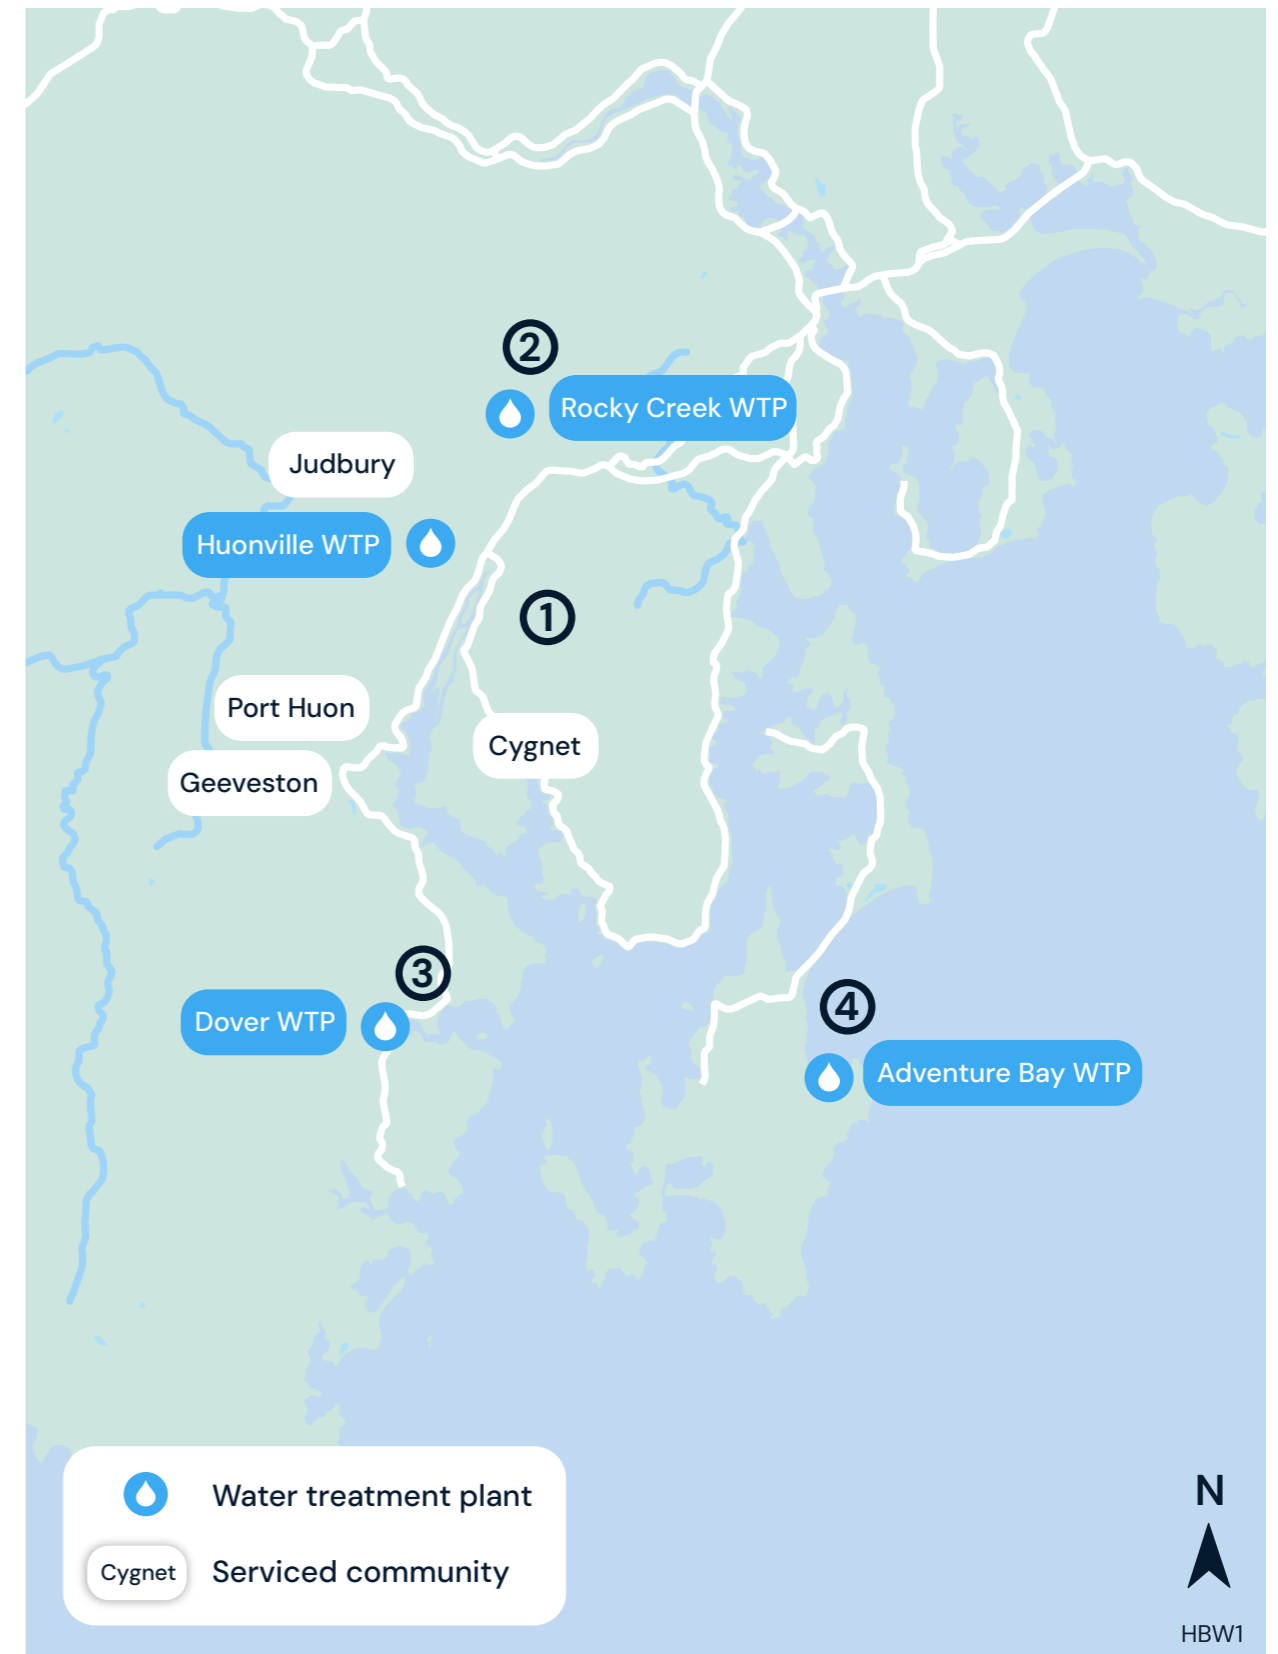 2
Rocky Creek WTP
Judbury
Huonville WTP
1
Port Huon
Cygnet
Geeveston
3
Dover WTP
4
Adventure Bay WTP
Water treatment plant
Cygnet Serviced community
N
HBW1